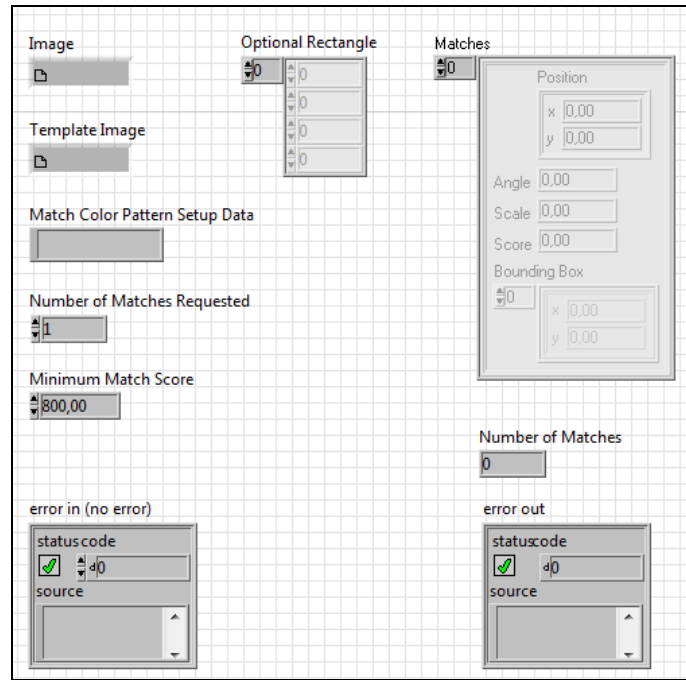 Image
Template Image
Match Color Pattern Setup Data
Number of Matches Requested
1
Minimum Match Score
800,00
error in (no error)
status code
d 0
source
Optional Rectangle
0
0
0
0
0
Matches
0
Position
x 0,00
y 0,00
Angle 0,00
Scale 0,00
Score 0,00
Bounding Box
0
x 0,00
y 0,00
Number of Matches
0
error out
status code
d 0
source